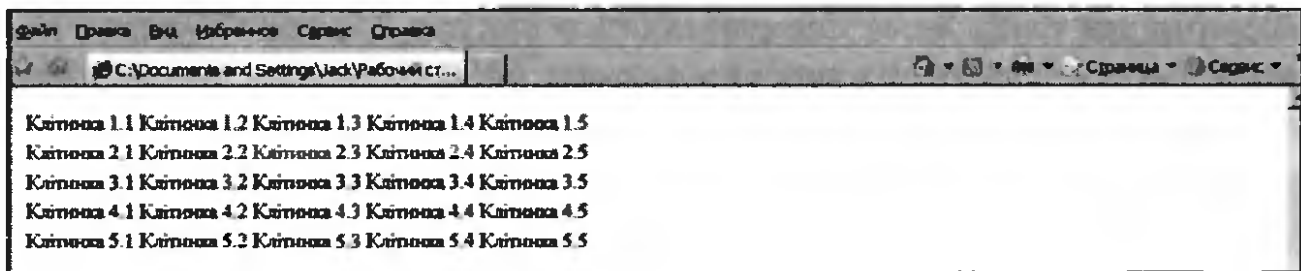 Файл Правка Вид Избранное Сервис Справка
C:\Documents and Settings\Jack\Рабочий ст...
Страница Сервис
Клітинка 1.1 Клітинка 1.2 Клітинка 1.3 Клітинка 1.4 Клітинка 1.5
Клітинка 2.1 Клітинка 2.2 Клітинка 2.3 Клітинка 2.4 Клітинка 2.5
Клітинка 3.1 Клітинка 3.2 Клітинка 3.3 Клітинка 3.4 Клітинка 3.5
Клітинка 4.1 Клітинка 4.2 Клітинка 4.3 Клітинка 4.4 Клітинка 4.5
Клітинка 5.1 Клітинка 5.2 Клітинка 5.3 Клітинка 5.4 Клітинка 5.5